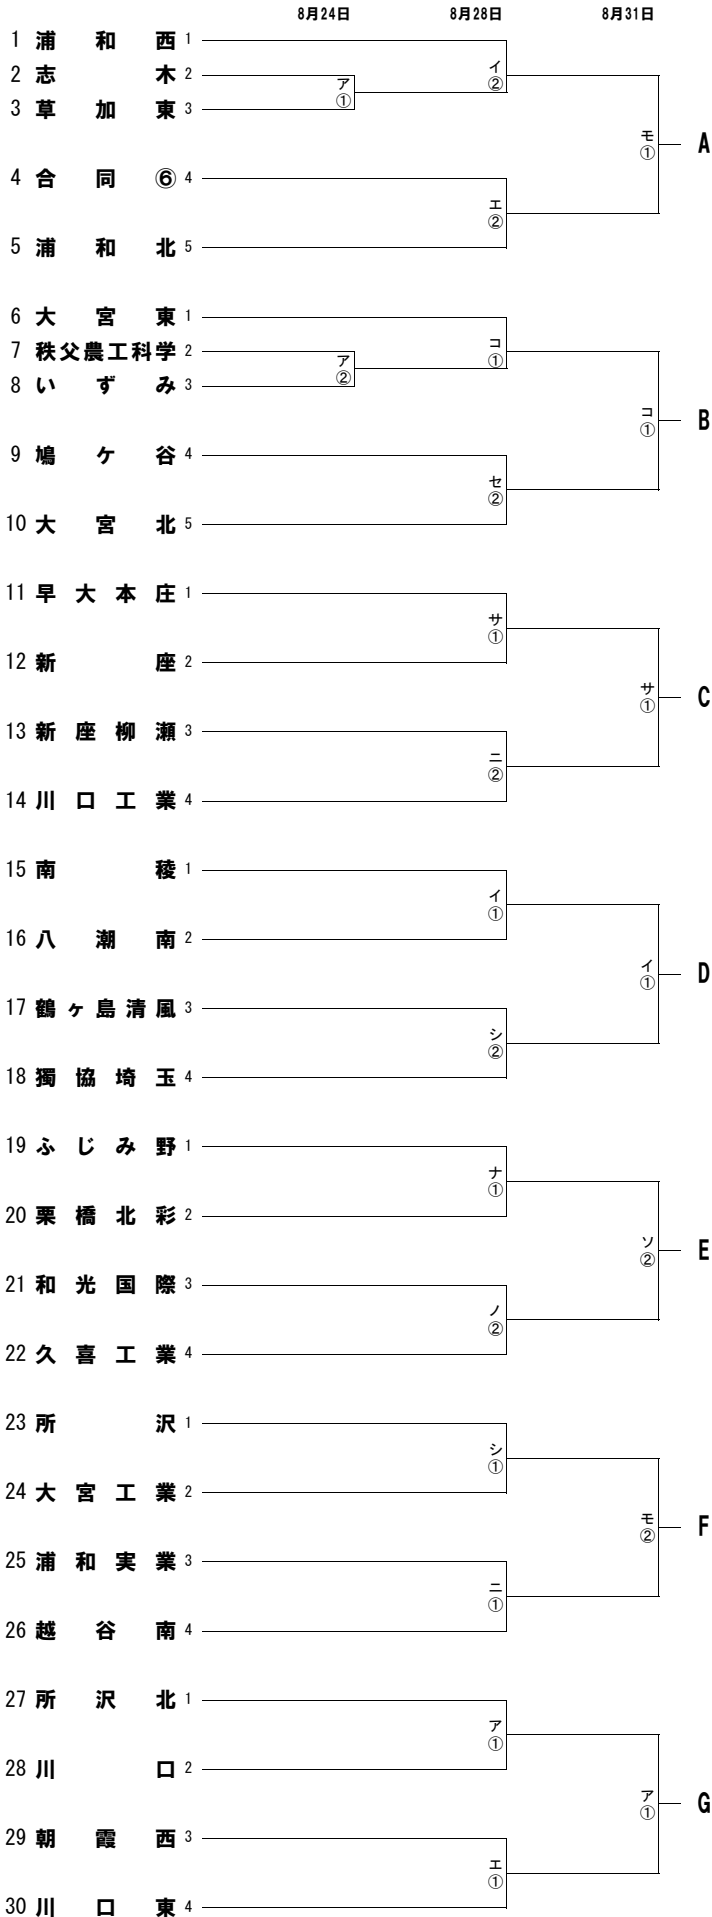 8月24日 8月28日 8月31日
1 浦和西 1
イ
2 志木 2
ア ②
① 
3 草加東 3
モ
① A
4 合同⑥ 4
エ
②
5 浦和北 5
6 大宮東 1
コ
7 秩父農工科学 2
ア ①
②
8 いずみ 3
コ
① B
9 鳩ケ谷 4
セ
②
10 大宮北 5
11 早大本庄 1
サ
①
12 新座 2
サ
① C
13 新座柳瀬 3
ニ
②
14 川口工業 4
15 南稜 1
イ
①
16 八潮南 2
イ
① D
17 鶴ヶ島清風 3
シ
②
18 獨協埼玉 4
19 ふじみ野 1
ナ
①
20 栗橋北彩 2
ソ
② E
21 和光国際 3
ノ
②
22 久喜工業 4
23 所沢 1
シ
①
24 大宮工業 2
モ
② F
25 浦和実業 3
ニ
①
26 越谷南 4
27 所沢北 1
ア
①
28 川口 2
ア
① G
29 朝霞西 3
エ
①
30 川口東 4